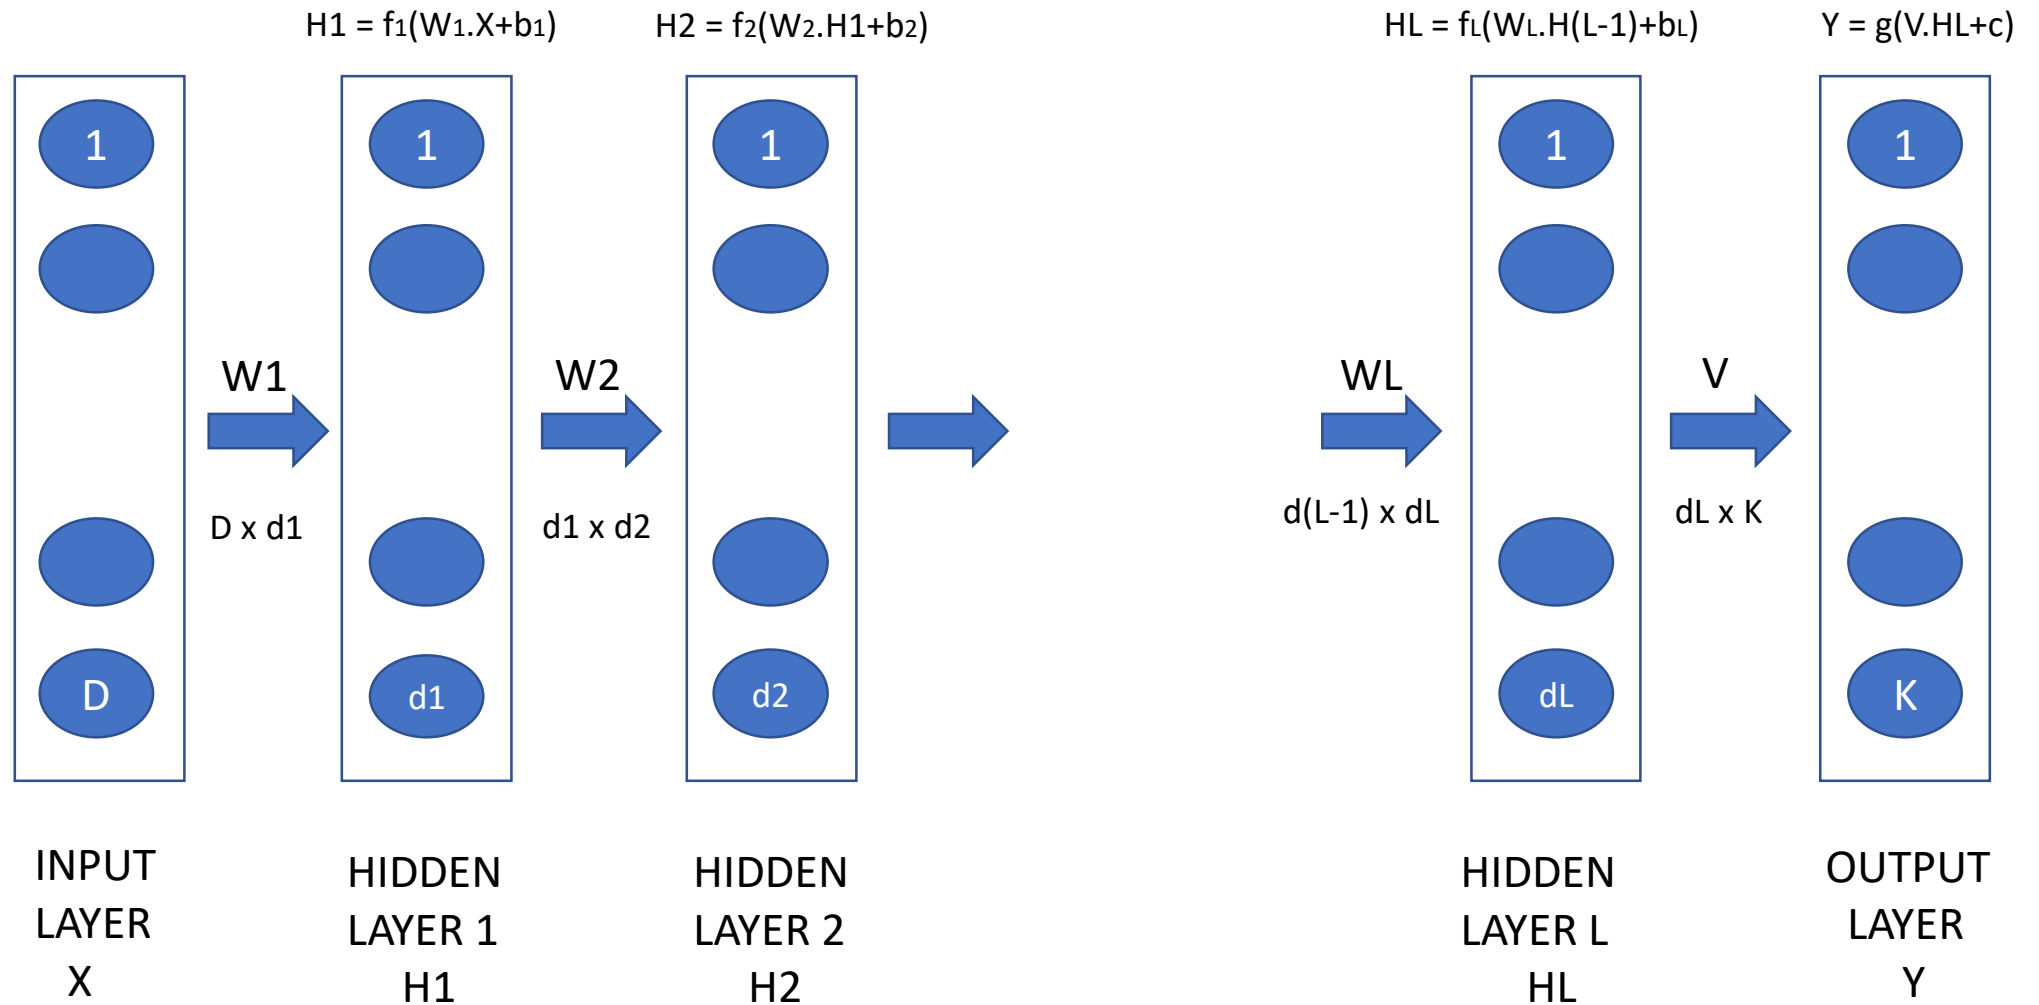 H1 = f1(W1.X+b1)
H2 = f2(W2.H1+b2)
HL = fL(WL.H(L-1)+bL)
Y = g(V.HL+c)
1
1
1
1
1
W1
W2
WL
V
D x d1
d1 x d2
d(L-1) x dL
dL x K
D
d1
d2
dL
K
INPUT
LAYER
X
HIDDEN
LAYER 1
H1
HIDDEN
LAYER 2
H2
HIDDEN
LAYER L
HL
OUTPUT
LAYER
Y